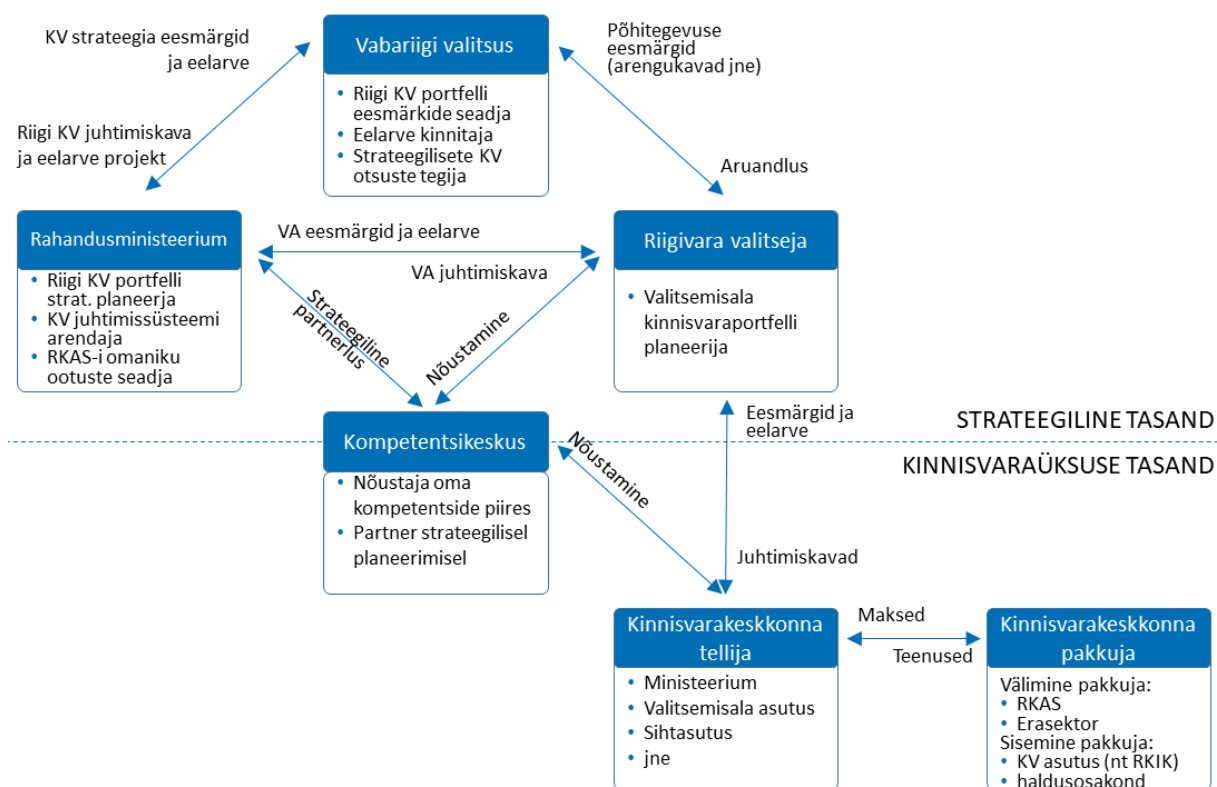 KV strateegia eesmärgid
ja eelarve
Vabariigi valitsus
• Riigi KV portfelli
eesmärkide seadja
• Eelarve kinnitaja
• Strateegilisete KV
otsuste tegija
Põhitegevuse
eesmärgid
(arengukavad jne)
Riigi KV juhtimiskava
ja eelarve projekt
Aruandlus
Rahandusministeerium
• Riigi KV portfelli
strat. planeerja
• KV juhtimissüsteemi
arendaja
• RKAS-i omaniku
ootuste seadja
VA eesmärgid ja eelarve
VA juhtimiskava
Riigivara valitseja
• Valitsemisala
kinnisvaraportfelli
planeerija
Strateegiline
partnerlus
Nõustamine
Kompetentsikeskus
• Nõustaja oma
kompetentside piires
• Partner strateegilisel
planeerimisel
Nõustamine
Eesmärgid ja
eelarve
STRATEEGILINE TASAND
KINNISVARAÜKSUSE TASAND
Juhtimiskavad
Kinnisvarakeskkonna
tellija
• Ministeerium
• Valitsemisala asutus
• Sihtasutus
• jne
Maksed
Teenused
Kinnisvarakeskkonna
pakkuja
Välimine pakkuja:
• RKAS
• Erasektor
Sisemine pakkuja:
• KV asutus (nt RKIK)
• haldusosakond